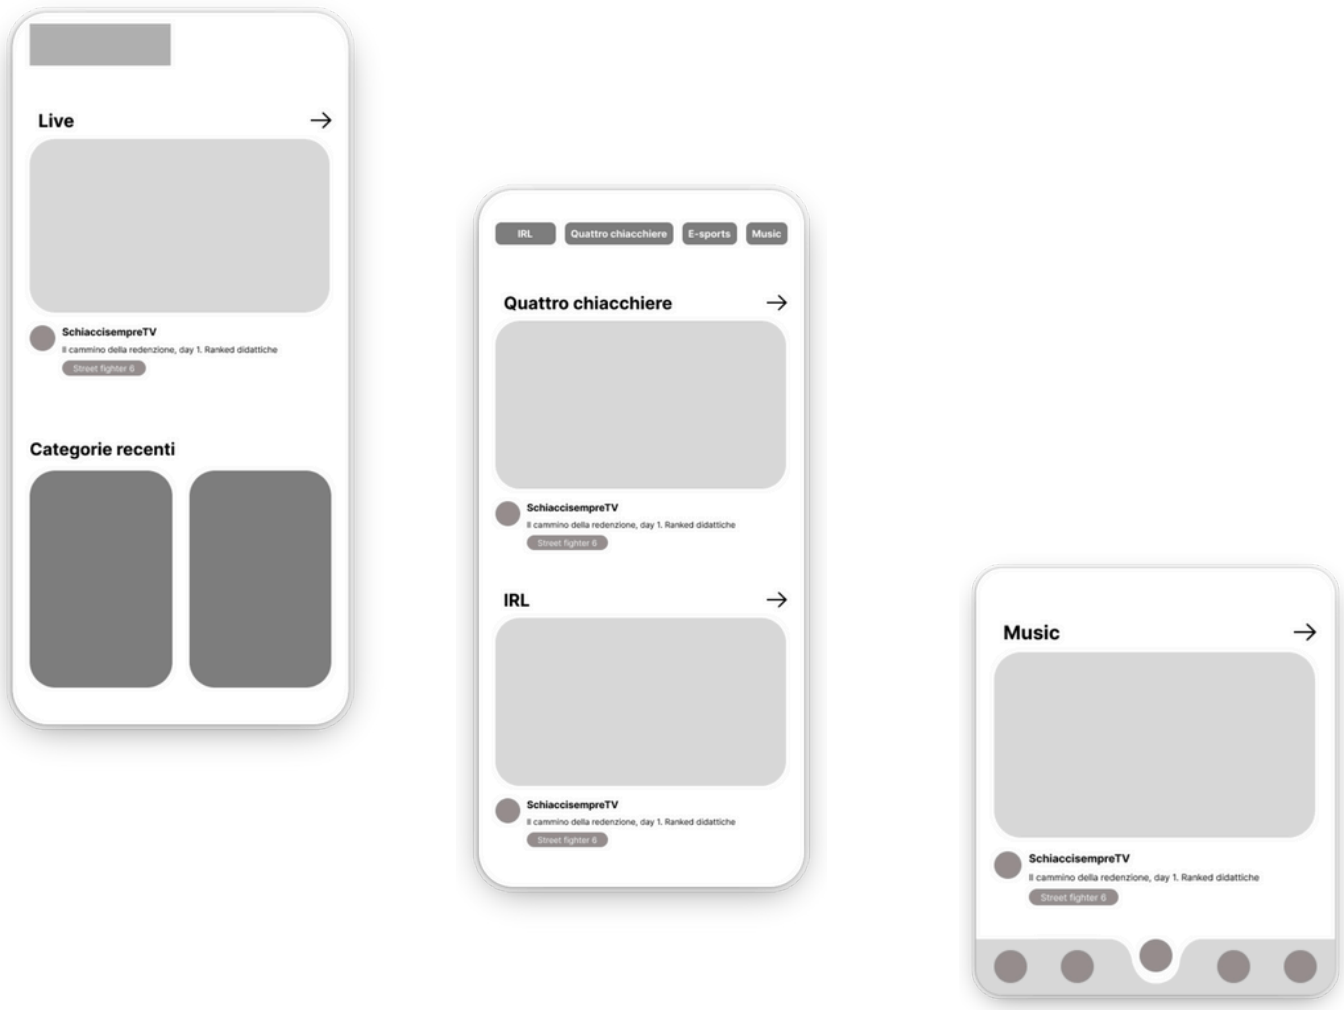 Live
SchiaccisempreTV
Il cammino della redenzione, day 1. Ranked didattiche
Street fighter 6
Categorie recenti
IRL Quattro chiacchiere E-sports Music
Quattro chiacchiere
SchiaccisempreTV
Il cammino della redenzione, day 1. Ranked didattiche
Street fighter 6
IRL
SchiaccisempreTV
Il cammino della redenzione, day 1. Ranked didattiche
Street fighter 6
Music
SchiaccisempreTV
Il cammino della redenzione, day 1. Ranked didattiche
Street fighter 6